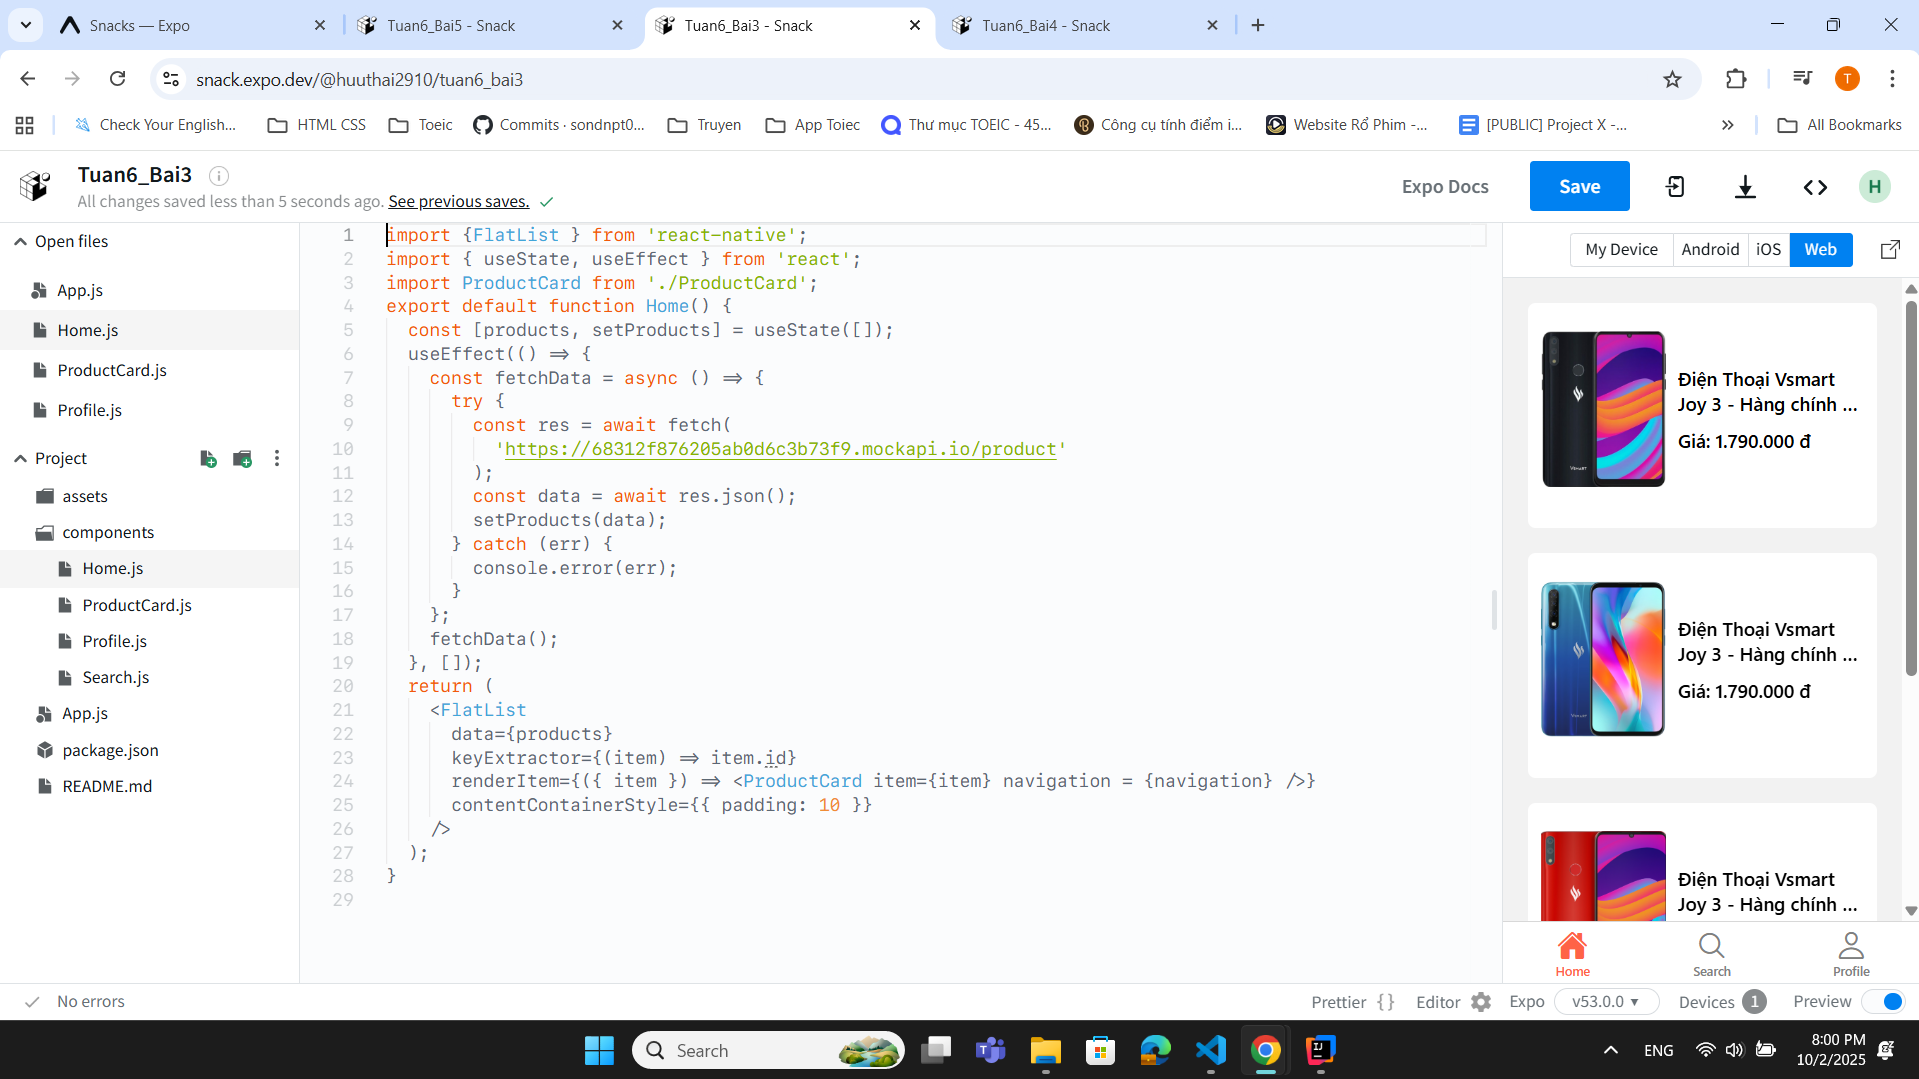 Snacks — Expo
Tuan6_Bai5 - Snack
Tuan6_Bai3 - Snack
Tuan6_Bai4 - Snack
snack.expo.dev/@huuthai2910/tuan6_bai3
T
Check Your English...
HTML CSS
Toeic
Commits · sondnpt0...
Truyen
App Toiec
Thư mục TOEIC - 45...
Công cụ tính điểm i...
Website Rổ Phim -...
[PUBLIC] Project X -...
All Bookmarks
Tuan6_Bai3
All changes saved less than 5 seconds ago. See previous saves.
Expo Docs
Save
H
Open files
App.js
Home.js
ProductCard.js
Profile.js
Project
assets
components
Home.js
ProductCard.js
Profile.js
Search.js
App.js
package.json
README.md
1 import {FlatList } from 'react-native';
2 import { useState, useEffect } from 'react';
3 import ProductCard from './ProductCard';
4 export default function Home() {
5 const [products, setProducts] = useState([]);
6 useEffect(() => {
7 const fetchData = async () => {
8 try {
9 const res = await fetch(
10 'https://68312f876205ab0d6c3b73f9.mockapi.io/product'
11 );
12 const data = await res.json();
13 setProducts(data);
14 } catch (err) {
15 console.error(err);
16 }
17 };
18 fetchData();
19 }, []);
20 return (
21 <FlatList
22 data={products}
23 keyExtractor={(item) => item.id}
24 renderItem={({ item }) => <ProductCard item={item} navigation = {navigation} />}
25 contentContainerStyle={{ padding: 10 }}
26 />
27 );
28 }
29
My Device
Android
iOS
Web
Điện Thoại Vsmart
Joy 3 - Hàng chính ...
Giá: 1.790.000 đ
Điện Thoại Vsmart
Joy 3 - Hàng chính ...
Giá: 1.790.000 đ
Điện Thoại Vsmart
Joy 3 - Hàng chính ...
Home
Search
Profile
No errors
Prettier {}
Editor
Expo
v53.0.0
Devices 1
Preview
Search
ENG
8:00 PM
10/2/2025